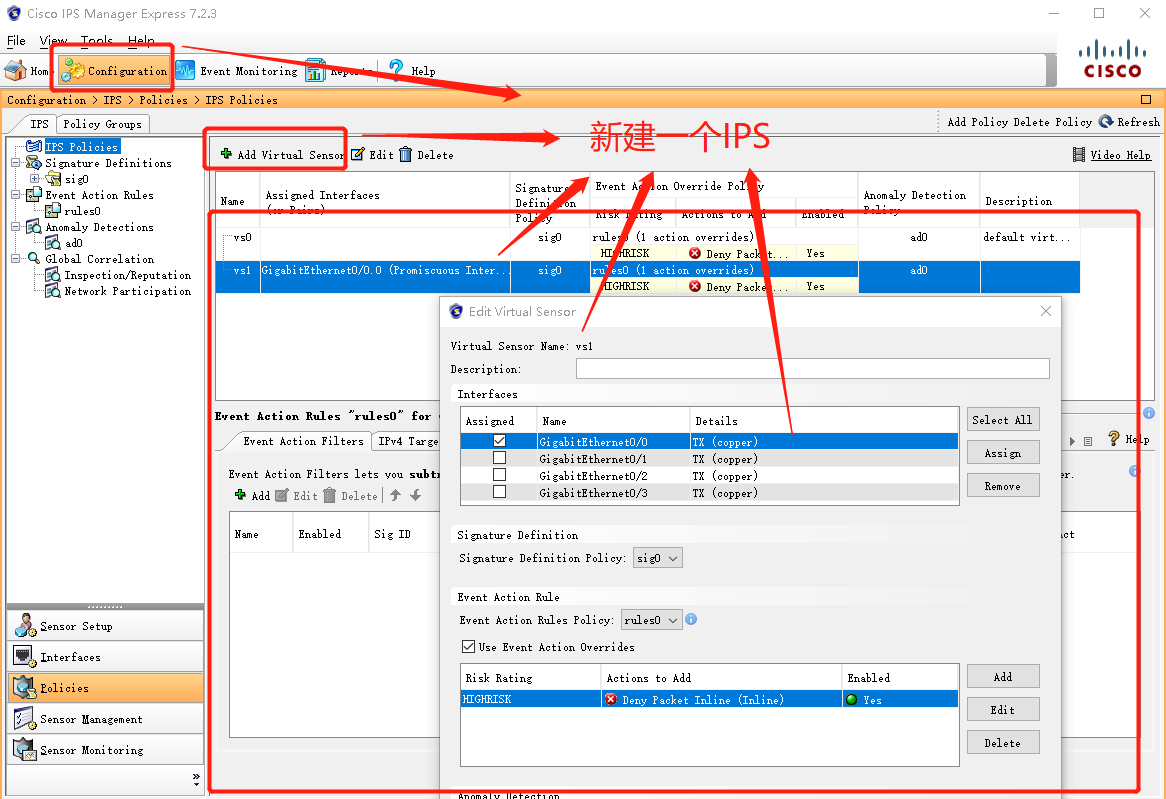 Cisco IPS Manager Express 7.2.3
File View Tools Help
Home Configuration Event Monitoring Reports Help
CISCO
Configuration > IPS > Policies > IPS Policies
IPS Policy Groups
Add Policy Delete Policy Refresh
IPS Policies
Signature Definitions
sig0
Event Action Rules
rules0
Anomaly Detections
ad0
Global Correlation
Inspection/Reputation
Network Participation
Add Virtual Sensor Edit Delete
新建一个IPS
Video Help
Name Assigned Interfaces (or Pairs) Signature Definition Policy Event Action Override Policy Anomaly Detection Policy Description
Risk Rating Actions to Add Enabled
vs0 sig0 rules0 (1 action overrides) ad0 default virt...
HIGHRISK Deny Packet... Yes
vs1 GigabitEthernet0/0.0 (Promiscuous Inter... sig0 rules0 (1 action overrides) ad0
HIGHRISK Deny Packet... Yes
Event Action Rules "rules0" for
Event Action Filters IPv4 Targe
Help
Event Action Filters lets you subtr
er.
Add Edit Delete
Name Enabled Sig ID
ct
Edit Virtual Sensor
Virtual Sensor Name: vs1
Description:
Interfaces
Assigned Name Details
GigabitEthernet0/0 TX (copper)
GigabitEthernet0/1 TX (copper)
GigabitEthernet0/2 TX (copper)
GigabitEthernet0/3 TX (copper)
Select All
Assign
Remove
Signature Definition
Signature Definition Policy: sig0
Event Action Rule
Event Action Rules Policy: rules0
Use Event Action Overrides
Risk Rating Actions to Add Enabled
HIGHRISK Deny Packet Inline (Inline) Yes
Add
Edit
Delete
Anomaly Detection
Sensor Setup
Interfaces
Policies
Sensor Management
Sensor Monitoring